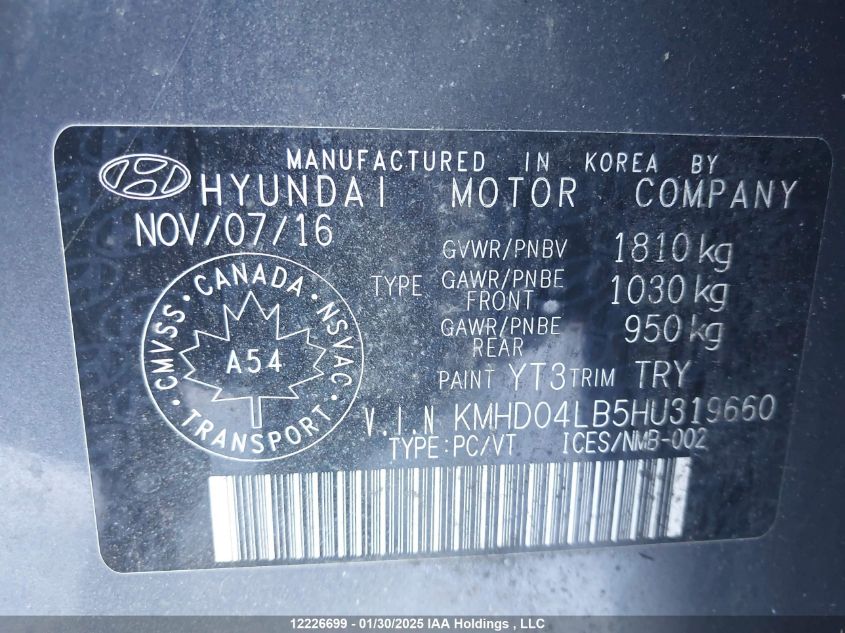 MANUFACTURED IN KOREA BY
HYUNDAI MOTOR COMPANY
NOV/07/16
GVWR/PNBV 1810 kg
TYPE GAWR/PNBE FRONT 1030 kg
GAWR/PNBE REAR 950 kg
CANADA
CMVSS · NSVAC
A54
TRANSPORT
PAINT YT3 TRIM TRY
V.I.N KMHD04LB5HU319660
TYPE:PC/VT ICES/NMB-002
12226699 - 01/30/2025 IAA Holdings , LLC